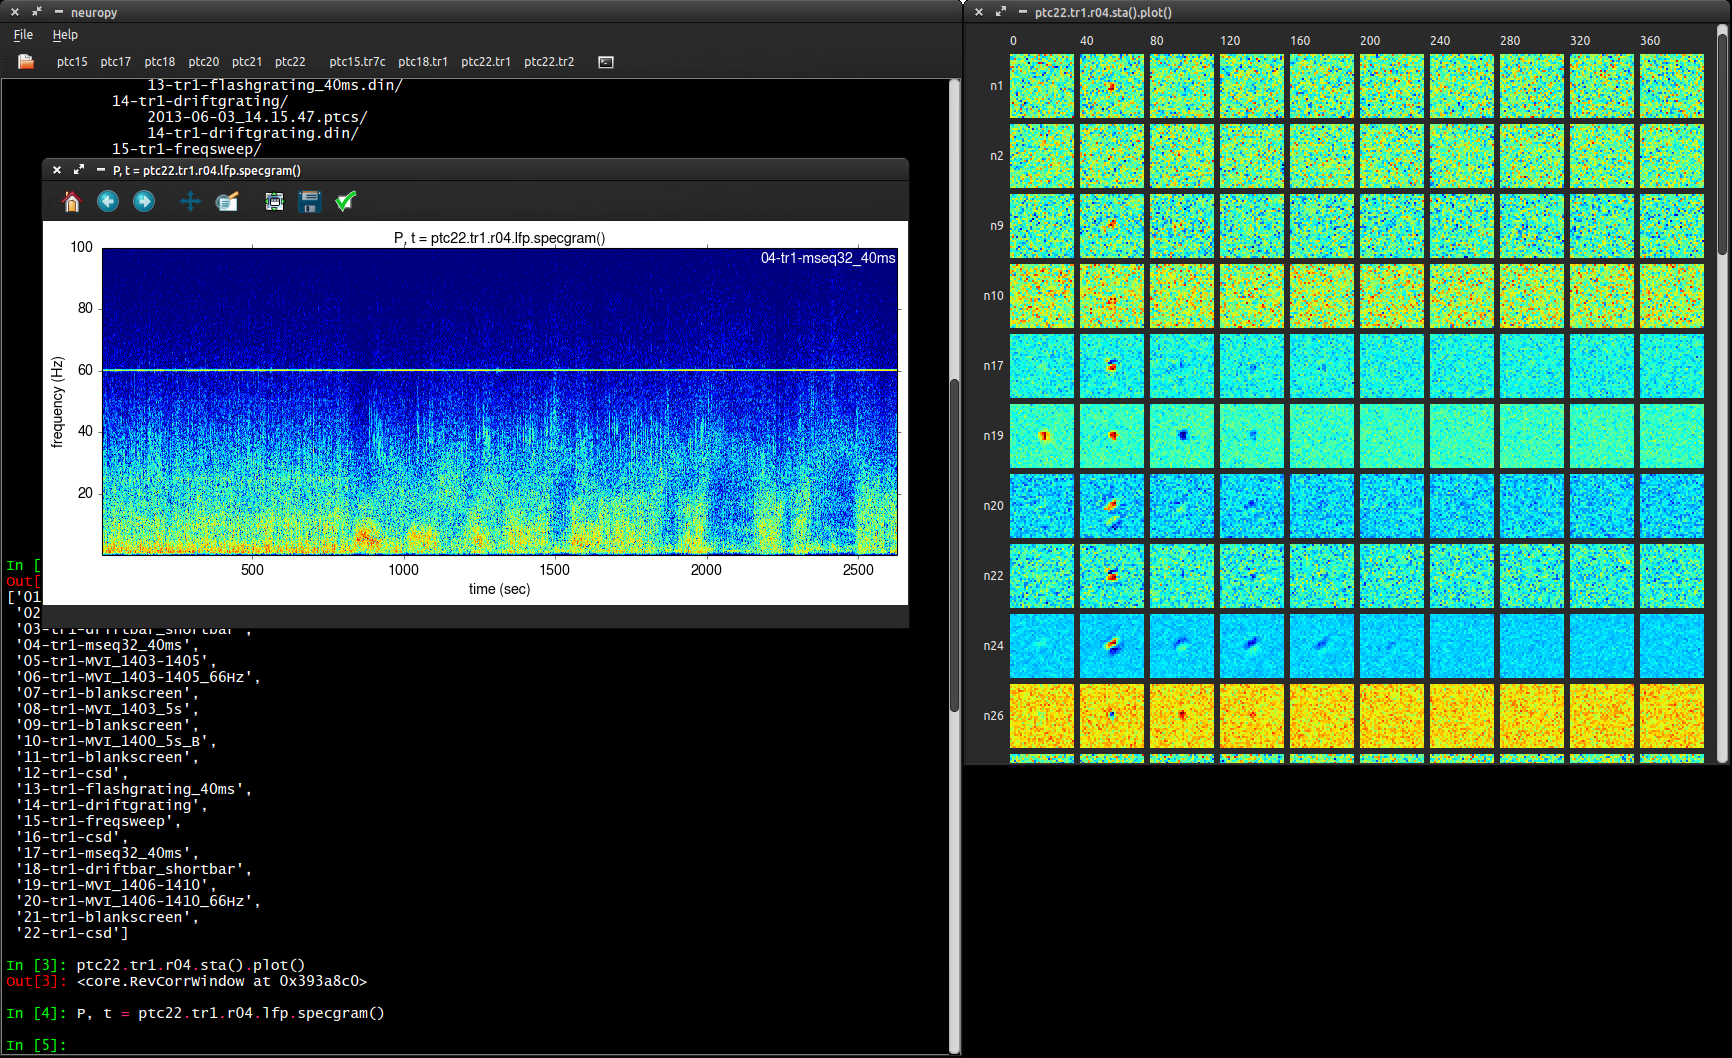 neuropy
File Help
ptc15 ptc17 ptc18 ptc20 ptc21 ptc22 ptc15.tr7c ptc18.tr1 ptc22.tr1 ptc22.tr2
13-tr1-flashgrating_40ms.din/
14-tr1-driftgrating/
2013-06-03_14.15.47.ptcs/
14-tr1-driftgrating.din/
15-tr1-freqsweep/
P, t = ptc22.tr1.r04.lfp.specgram()
P, t = ptc22.tr1.r04.lfp.specgram()
04-tr1-mseq32_40ms
100
80
60
40
20
frequency (Hz)
500 1000 1500 2000 2500
time (sec)
In [
Out[
['01
'02
'03-tr1-driftbar_shortbar',
'04-tr1-mseq32_40ms',
'05-tr1-MVI_1403-1405',
'06-tr1-MVI_1403-1405_66Hz',
'07-tr1-blankscreen',
'08-tr1-MVI_1403_5s',
'09-tr1-blankscreen',
'10-tr1-MVI_1400_5s_B',
'11-tr1-blankscreen',
'12-tr1-csd',
'13-tr1-flashgrating_40ms',
'14-tr1-driftgrating',
'15-tr1-freqsweep',
'16-tr1-csd',
'17-tr1-mseq32_40ms',
'18-tr1-driftbar_shortbar',
'19-tr1-MVI_1406-1410',
'20-tr1-MVI_1406-1410_66Hz',
'21-tr1-blankscreen',
'22-tr1-csd']
In [3]: ptc22.tr1.r04.sta().plot()
Out[3]: <core.RevCorrWindow at 0x393a8c0>
In [4]: P, t = ptc22.tr1.r04.lfp.specgram()
In [5]:
ptc22.tr1.r04.sta().plot()
0 40 80 120 160 200 240 280 320 360
n1
n2
n9
n10
n17
n19
n20
n22
n24
n26